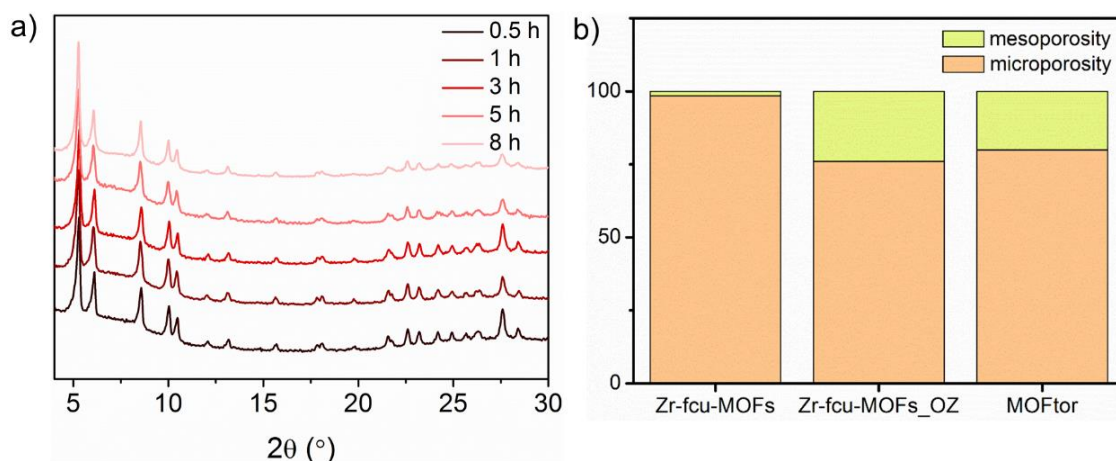 a)
0.5 h
1 h
3 h
5 h
8 h
5 10 15 20 25 30
2θ (°)
b)
mesoporosity
microporosity
100
50
0
Zr-fcu-MOFs Zr-fcu-MOFs_OZ MOFtor